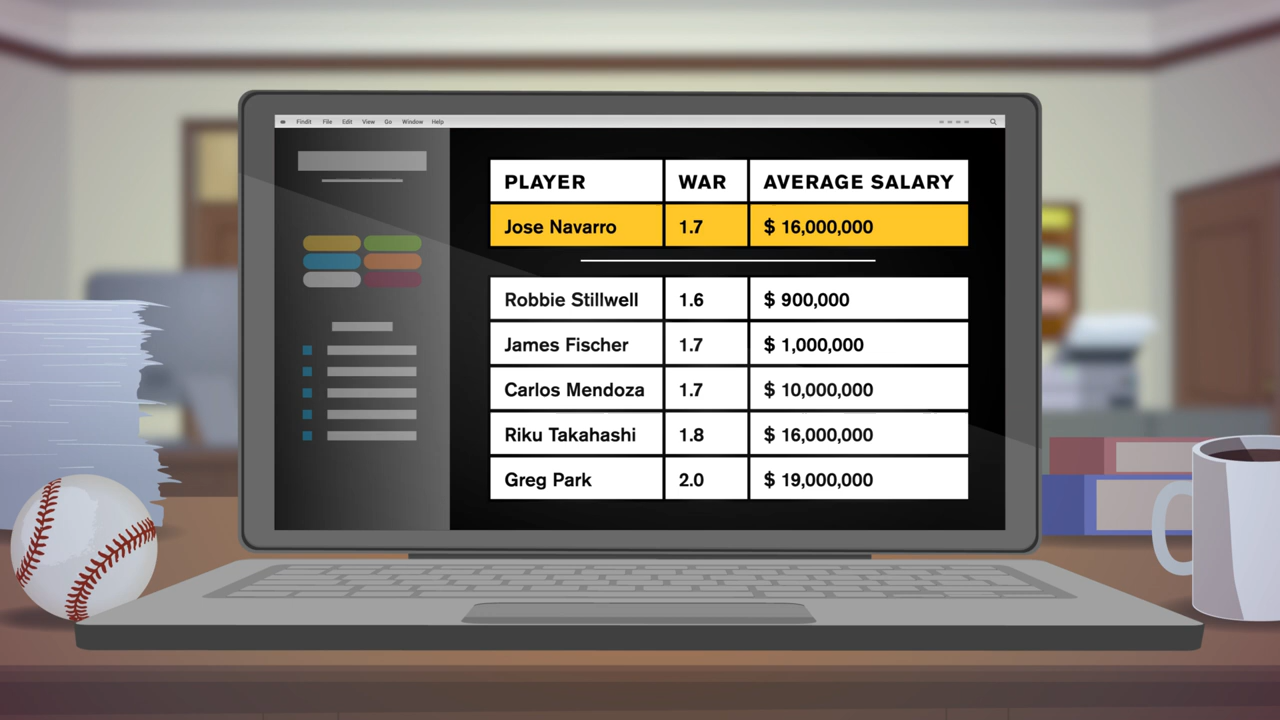 Findit File Edit View Go Window Help
PLAYER WAR AVERAGE SALARY
Jose Navarro 1.7 $ 16,000,000
Robbie Stillwell 1.6 $ 900,000
James Fischer 1.7 $ 1,000,000
Carlos Mendoza 1.7 $ 10,000,000
Riku Takahashi 1.8 $ 16,000,000
Greg Park 2.0 $ 19,000,000